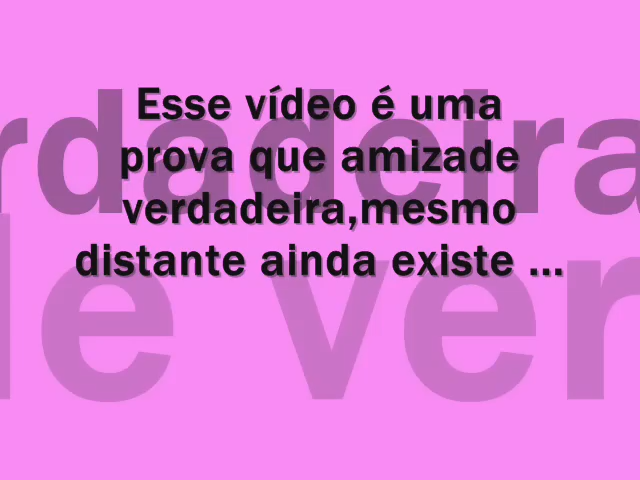 Esse vídeo é uma
prova que amizade
verdadeira,mesmo
distante ainda existe ...